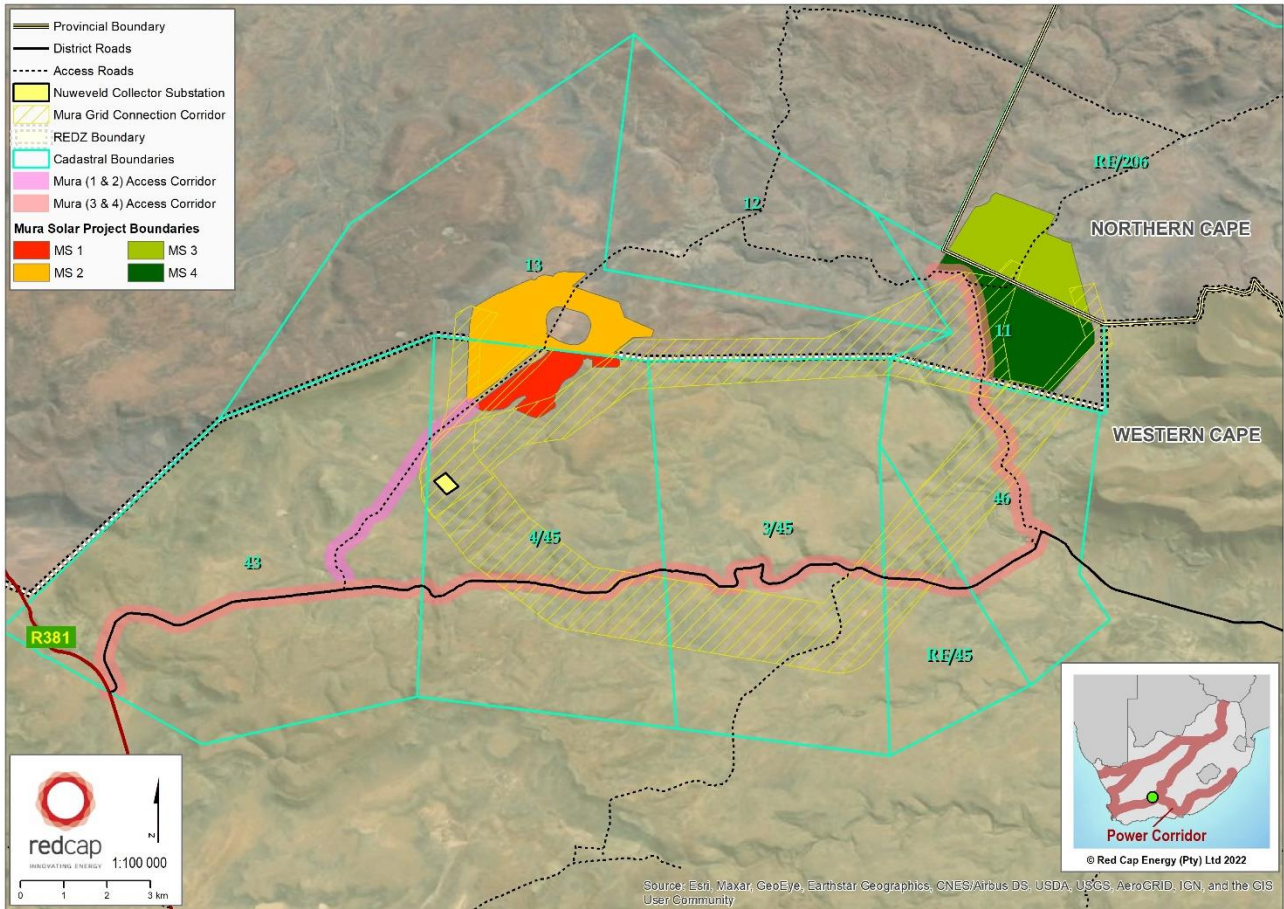 Provincial Boundary
District Roads
Access Roads
Nuweveld Collector Substation
Mura Grid Connection Corridor
REDZ Boundary
Cadastral Boundaries
Mura (1 & 2) Access Corridor
Mura (3 & 4) Access Corridor
Mura Solar Project Boundaries
MS 1 MS 3
MS 2 MS 4
RE/206
12
NORTHERN CAPE
13
11
WESTERN CAPE
46
4/45
3/45
43
R381
RE/45
redcap
INNOVATING ENERGY
N
1:100 000
0 1 2 3 km
Power Corridor
© Red Cap Energy (Pty) Ltd 2022
Source: Esri, Maxar, GeoEye, Earthstar Geographics, CNES/Airbus DS, USDA, USGS, AeroGRID, IGN, and the GIS
User Community